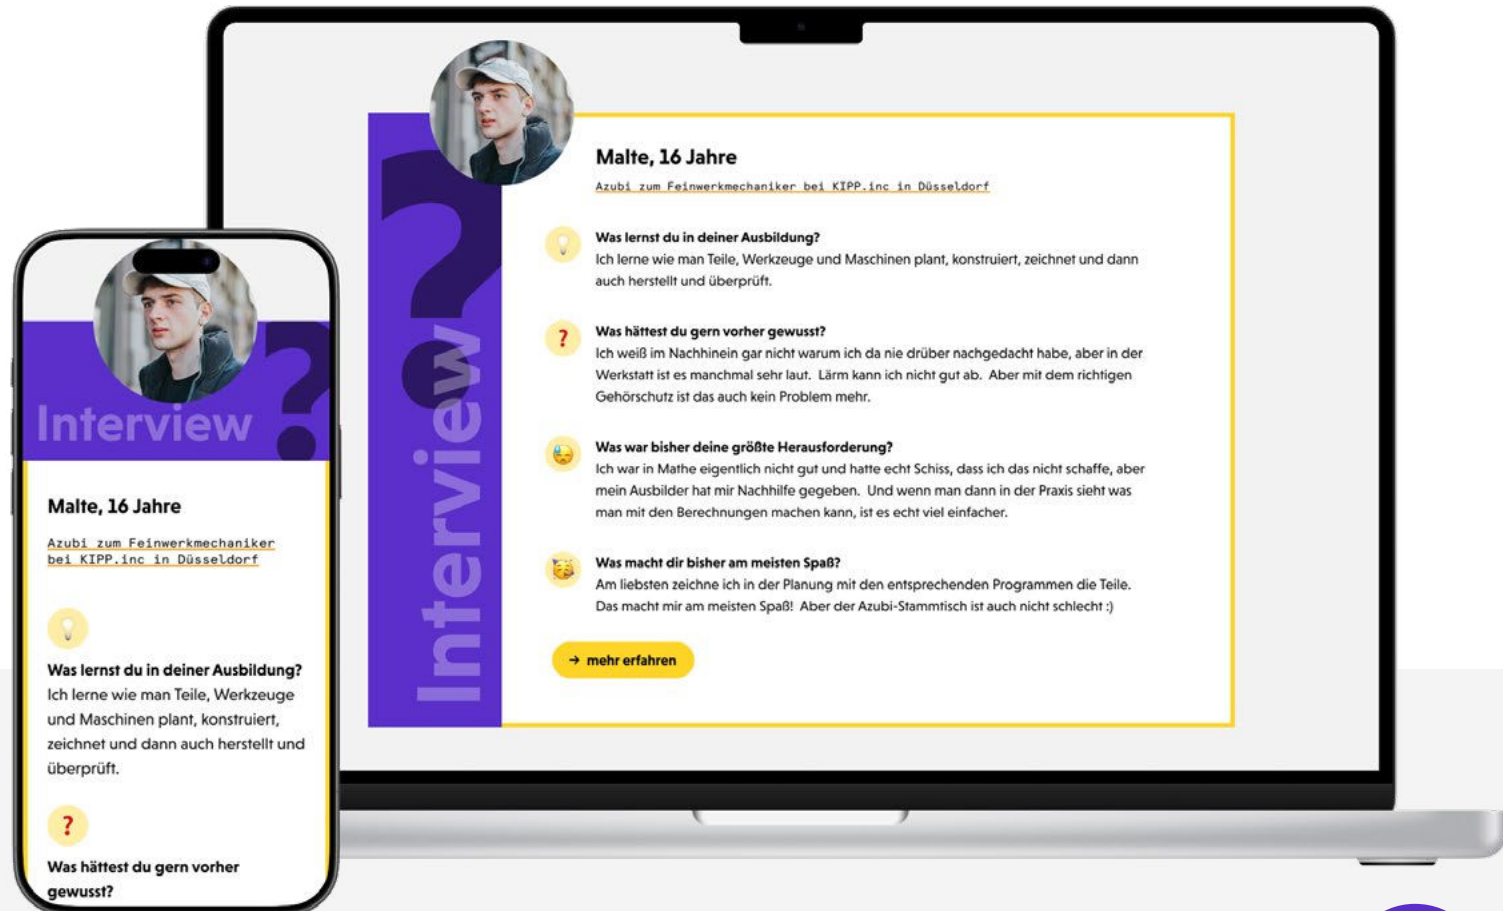 Malte, 16 Jahre
Azubi zum Feinwerkmechaniker bei KIPP.inc in Düsseldorf
Was lernst du in deiner Ausbildung?
Ich lerne wie man Teile, Werkzeuge und Maschinen plant, konstruiert, zeichnet und dann
auch herstellt und überprüft.
? Was hättest du gern vorher gewusst?
Ich weiß im Nachhinein gar nicht warum ich da nie drüber nachgedacht habe, aber in der
Werkstatt ist es manchmal sehr laut. Lärm kann ich nicht gut ab. Aber mit dem richtigen
Gehörschutz ist das auch kein Problem mehr.
Was war bisher deine größte Herausforderung?
Ich war in Mathe eigentlich nicht gut und hatte echt Schiss, dass ich das nicht schaffe, aber
mein Ausbilder hat mir Nachhilfe gegeben. Und wenn man dann in der Praxis sieht was
man mit den Berechnungen machen kann, ist es echt viel einfacher.
Was macht dir bisher am meisten Spaß?
Am liebsten zeichne ich in der Planung mit den entsprechenden Programmen die Teile.
Das macht mir am meisten Spaß! Aber der Azubi-Stammtisch ist auch nicht schlecht :)
→ mehr erfahren
Interview ?
Interview ?
Malte, 16 Jahre
Azubi zum Feinwerkmechaniker
bei KIPP.inc in Düsseldorf
Was lernst du in deiner Ausbildung?
Ich lerne wie man Teile, Werkzeuge
und Maschinen plant, konstruiert,
zeichnet und dann auch herstellt und
überprüft.
?
Was hättest du gern vorher
gewusst?